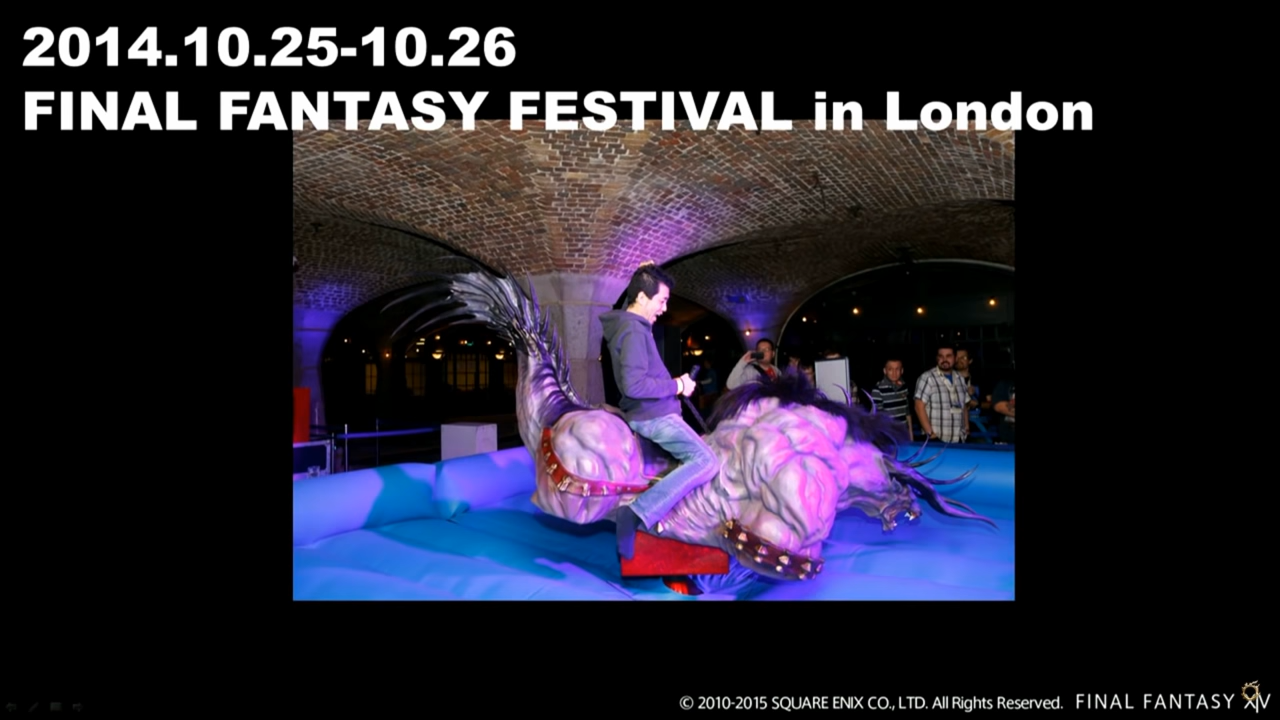 2014.10.25-10.26
FINAL FANTASY FESTIVAL in London
© 2010-2015 SQUARE ENIX CO., LTD. All Rights Reserved. FINAL FANTASY XIV